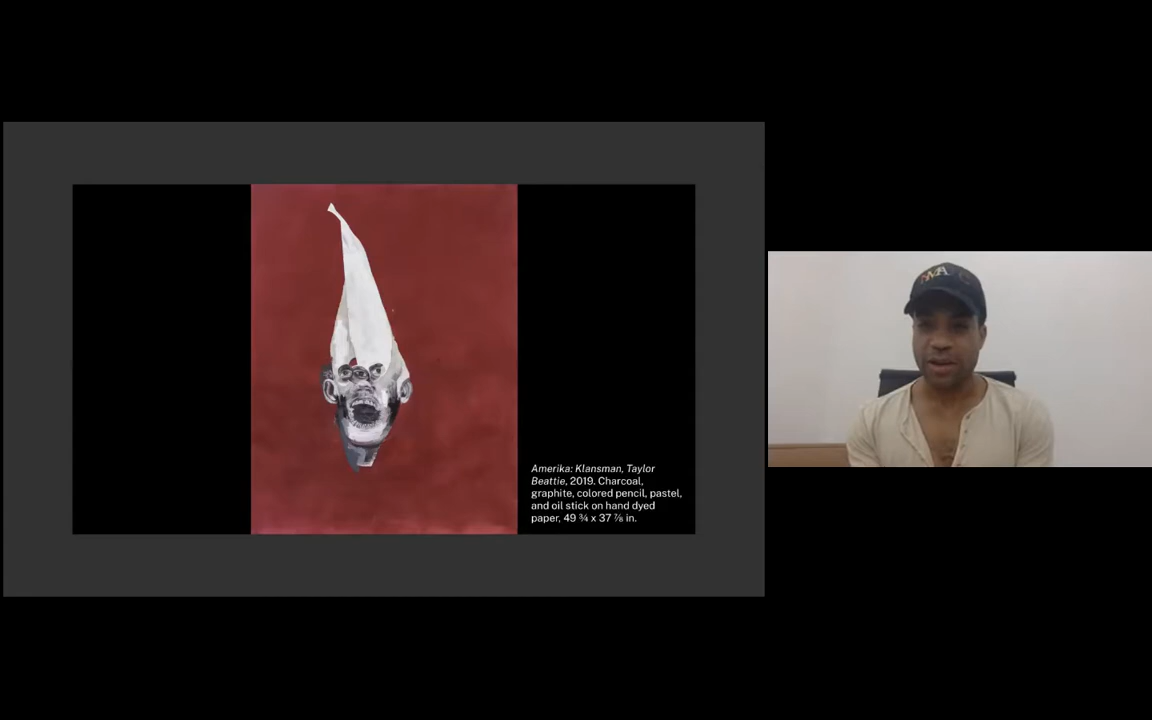 Amerika: Klansman, Taylor
Beattie, 2019. Charcoal,
graphite, colored pencil, pastel,
and oil stick on hand dyed
paper, 49 ¾ x 37 ⅞ in.